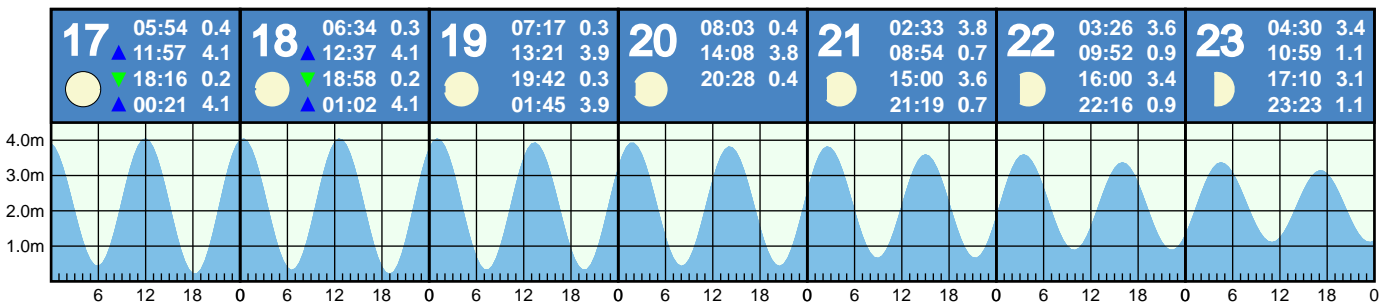 17 05:54 0.4
▲ 11:57 4.1
▼ 18:16 0.2
▲ 00:21 4.1
18 06:34 0.3
▲ 12:37 4.1
▼ 18:58 0.2
▲ 01:02 4.1
19 07:17 0.3
13:21 3.9
19:42 0.3
01:45 3.9
20 08:03 0.4
14:08 3.8
20:28 0.4
21 02:33 3.8
08:54 0.7
15:00 3.6
21:19 0.7
22 03:26 3.6
09:52 0.9
16:00 3.4
22:16 0.9
23 04:30 3.4
10:59 1.1
17:10 3.1
23:23 1.1
4.0m
3.0m
2.0m
1.0m
6 12 18 0 6 12 18 0 6 12 18 0 6 12 18 0 6 12 18 0 6 12 18 0 6 12 18 0